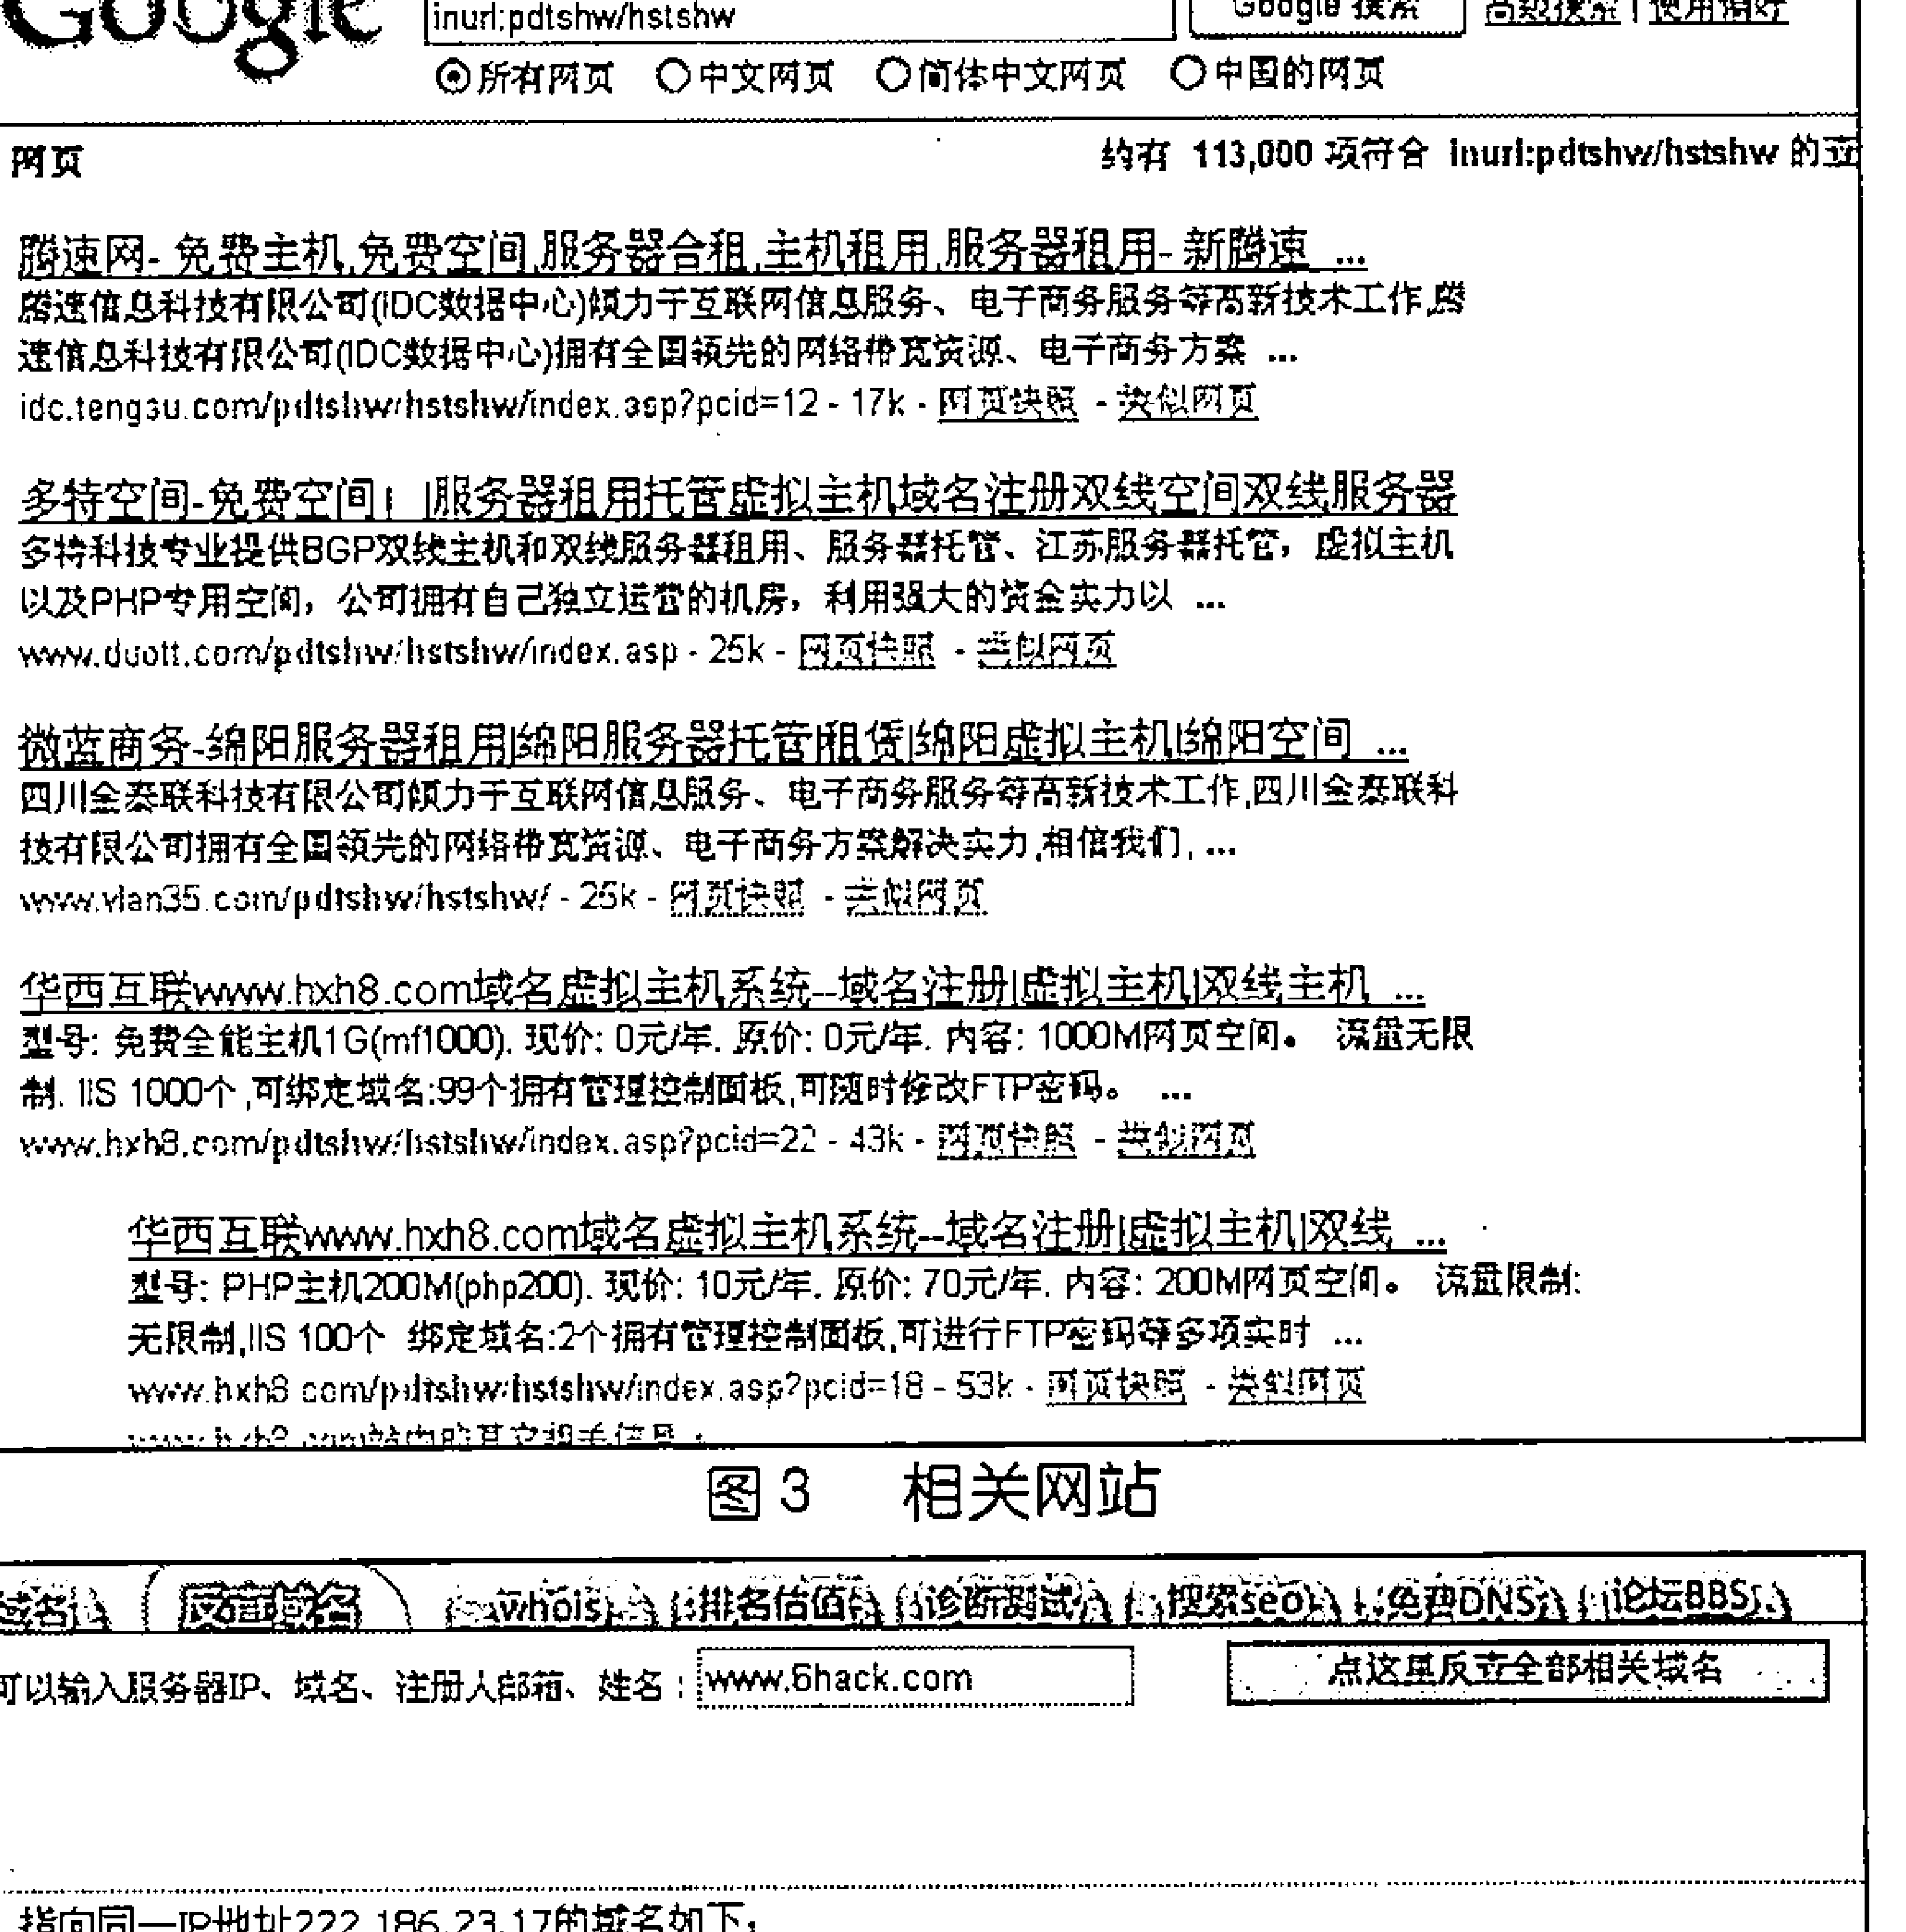 Google
inurl:pdtshw/hstshw
Google 搜索
高级搜索 | 使用偏好
所有网页 中文网页 简体中文网页 中国的网页
网页
约有 113,000 项符合 inurl:pdtshw/hstshw 的
腾速网- 免费主机,免费空间,服务器合租,主机租用,服务器租用- 新腾速 ...
腾速信息科技有限公司(IDC数据中心)倾力于互联网信息服务、电子商务服务等高新技术工作,腾
速信息科技有限公司(IDC数据中心)拥有全国领先的网络带宽资源、电子商务方案 ...
idc.tengsu.com/pdtshw/hstshw/index.asp?pcid=12 - 17k - 网页快照 - 类似网页
多特空间-免费空间! |服务器租用托管虚拟主机域名注册双线空间双线服务器
多特科技专业提供BGP双线主机和双线服务器租用、服务器托管、江苏服务器托管，虚拟主机
以及PHP专用空间，公司拥有自己独立运营的机房，利用强大的资金实力以 ...
www.duott.com/pdtshw/hstshw/index.asp - 25k - 网页快照 - 类似网页
微蓝商务-绵阳服务器租用|绵阳服务器托管|租赁|绵阳虚拟主机|绵阳空间 ...
四川金泰联科技有限公司倾力于互联网信息服务、电子商务服务等高新技术工作,四川金泰联科
技有限公司拥有全国领先的网络带宽资源、电子商务方案解决实力,相信我们, ...
www.vlan35.com/pdtshw/hstshw/ - 25k - 网页快照 - 类似网页
华西互联www.hxh8.com域名虚拟主机系统--域名注册|虚拟主机|双线主机 ...
型号: 免费全能主机1G(mf1000). 现价: 0元/年. 原价: 0元/年. 内容: 1000M网页空间。 流量无限
制. IIS 1000个,可绑定域名:99个拥有管理控制面板,可随时修改FTP密码。 ...
www.hxh8.com/pdtshw/hstshw/index.asp?pcid=22 - 43k - 网页快照 - 类似网页
华西互联www.hxh8.com域名虚拟主机系统--域名注册|虚拟主机|双线 ...
型号: PHP主机200M(php200). 现价: 10元/年. 原价: 70元/年. 内容: 200M网页空间。 流量限制:
无限制,IIS 100个 绑定域名:2个拥有管理控制面板,可进行FTP密码等多项实时 ...
www.hxh8.com/pdtshw/hstshw/index.asp?pcid=18 - 53k - 网页快照 - 类似网页
www.hxh8.com站内的其它相关信息 »
图 3 相关网站
域名 反查域名 whois 排名估值 诊断测试 搜索seo 免费DNS 论坛BBS
可以输入服务器IP、域名、注册人邮箱、姓名： www.6hack.com 点这里反查全部相关域名
指向同一IP地址222.186.23.17的域名如下：